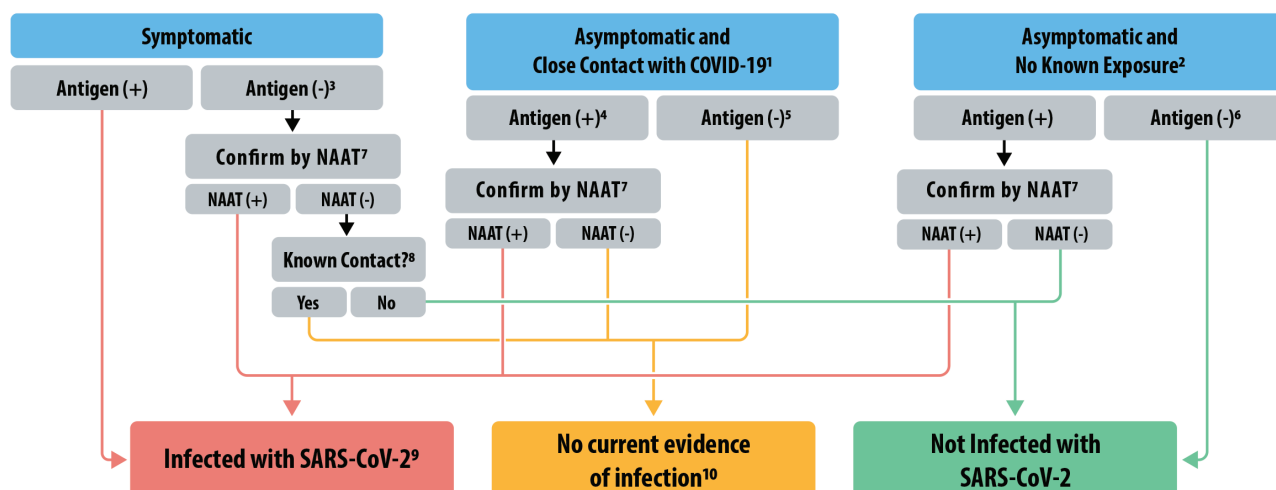 Symptomatic
Antigen (+)
Antigen (-)³
Confirm by NAAT⁷
NAAT (+)
NAAT (-)
Known Contact?⁸
Yes
No
Asymptomatic and
Close Contact with COVID-19¹
Antigen (+)⁴
Antigen (-)⁵
Confirm by NAAT⁷
NAAT (+)
NAAT (-)
Asymptomatic and
No Known Exposure²
Antigen (+)
Antigen (-)⁶
Confirm by NAAT⁷
NAAT (+)
NAAT (-)
Infected with SARS-CoV-2⁹
No current evidence
of infection¹⁰
Not Infected with
SARS-CoV-2